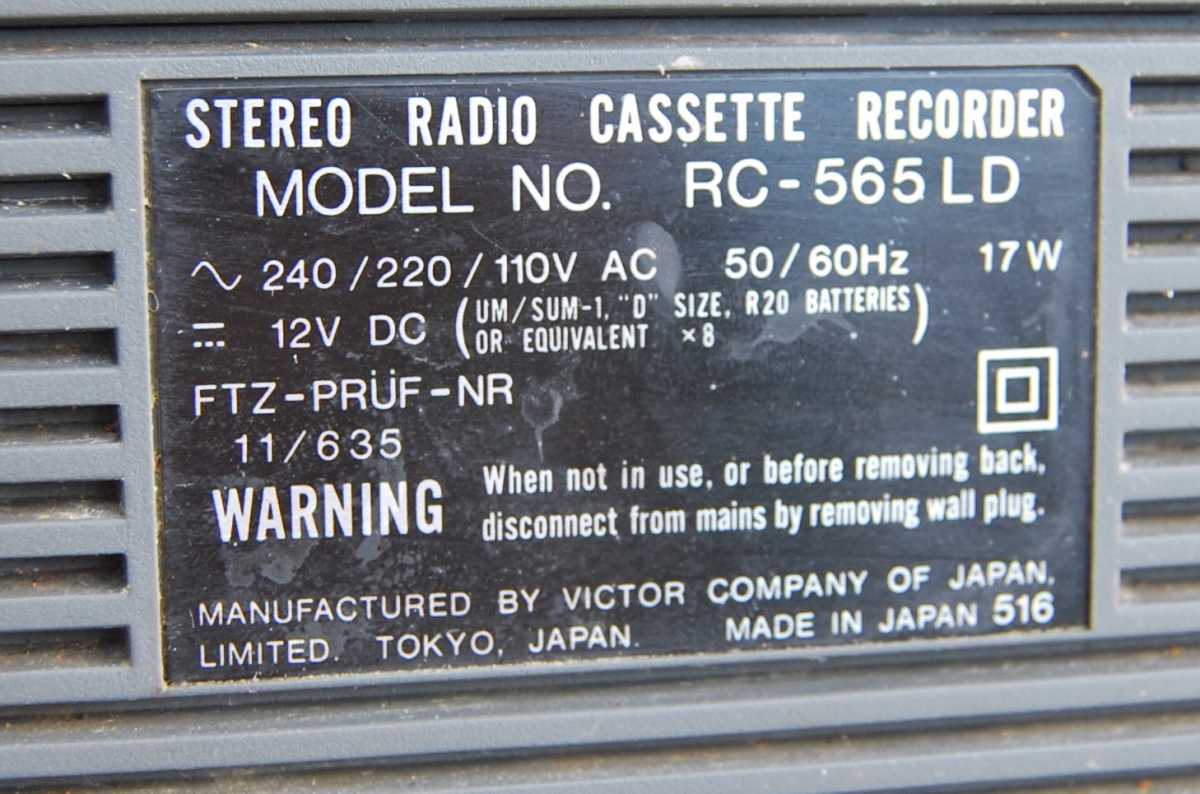 STEREO RADIO CASSETTE RECORDER
MODEL NO. RC-565LD
240/220/110V AC 50/60Hz 17W
12V DC (UM/SUM-1, "D" SIZE, R20 BATTERIES
OR EQUIVALENT ×8)
FTZ-PRÜF-NR
11/635
WARNING When not in use, or before removing back,
disconnect from mains by removing wall plug.
MANUFACTURED BY VICTOR COMPANY OF JAPAN,
LIMITED. TOKYO, JAPAN. MADE IN JAPAN 516